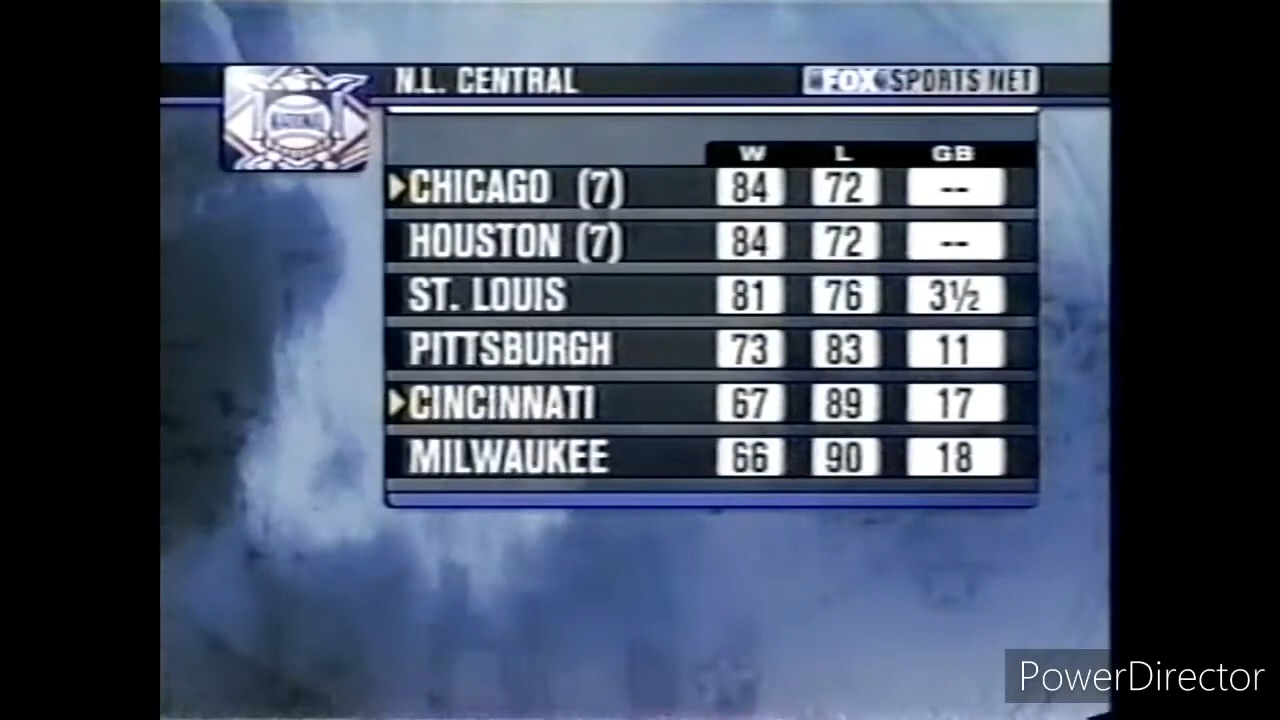 N.L. CENTRAL FOX SPORTS NET
NATIONAL
W L GB
CHICAGO (7) 84 72 --
HOUSTON (7) 84 72 --
ST. LOUIS 81 76 3½
PITTSBURGH 73 83 11
CINCINNATI 67 89 17
MILWAUKEE 66 90 18
PowerDirector